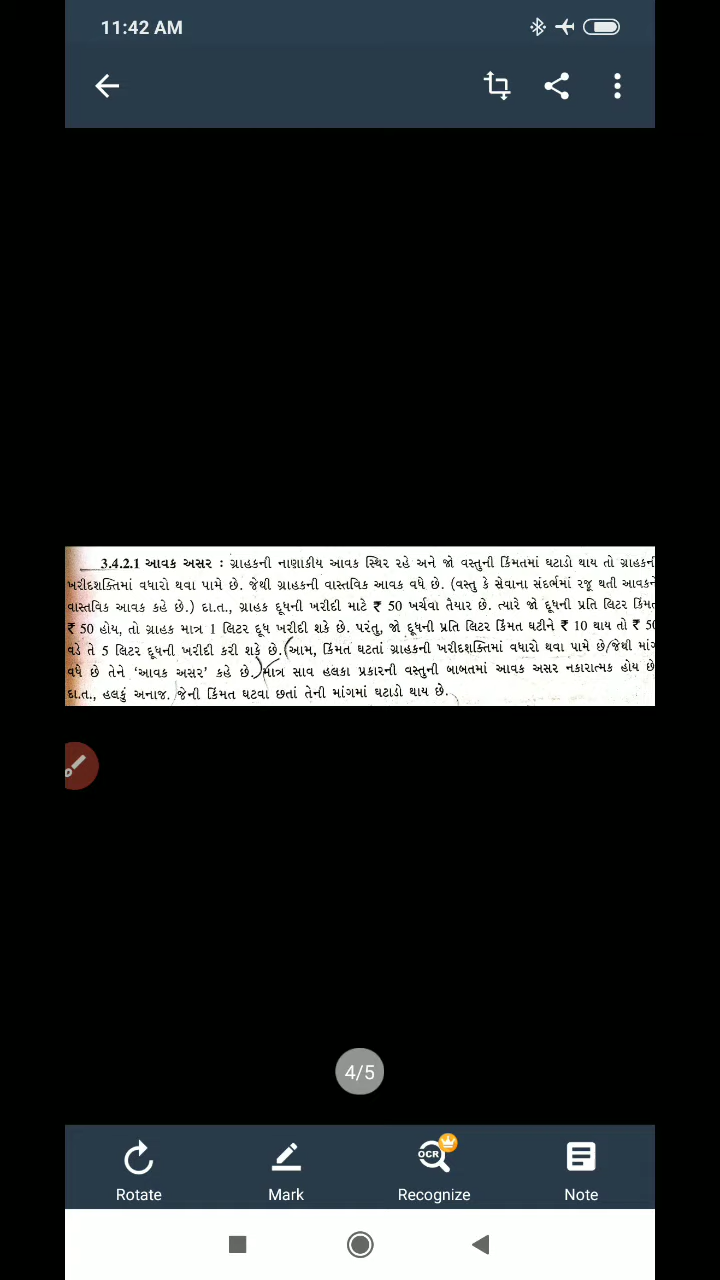 11:42 AM
3.4.2.1 આવક અસર : ગ્રાહકની નાણાકીય આવક સ્થિર રહે અને જો વસ્તુની કિંમતમાં ઘટાડો થાય તો ગ્રાહકની
ખરીદશક્તિમાં વધારો થવા પામે છે. જેથી ગ્રાહકની વાસ્તવિક આવક વધે છે. (વસ્તુ કે સેવાના સંદર્ભમાં રજૂ થતી આવકને
વાસ્તવિક આવક કહે છે.) દા.ત., ગ્રાહક દૂધની ખરીદી માટે ₹ 50 ખર્ચવા તૈયાર છે. ત્યારે જો દૂધની પ્રતિ લિટર કિંમત
₹ 50 હોય, તો ગ્રાહક માત્ર 1 લિટર દૂધ ખરીદી શકે છે. પરંતુ, જો દૂધની પ્રતિ લિટર કિંમત ઘટીને ₹ 10 થાય તો ₹ 50
વડે તે 5 લિટર દૂધની ખરીદી કરી શકે છે. (આમ, કિંમત ઘટતાં ગ્રાહકની ખરીદશક્તિમાં વધારો થવા પામે છે/જેથી માંગ
વધે છે તેને ‘આવક અસર’ કહે છે.) માત્ર સાવ હલકા પ્રકારની વસ્તુની બાબતમાં આવક અસર નકારાત્મક હોય છે
દા.ત., હલકું અનાજ. જેની કિંમત ઘટવા છતાં તેની માંગમાં ઘટાડો થાય છે.
4/5
Rotate
Mark
OCR
Recognize
Note